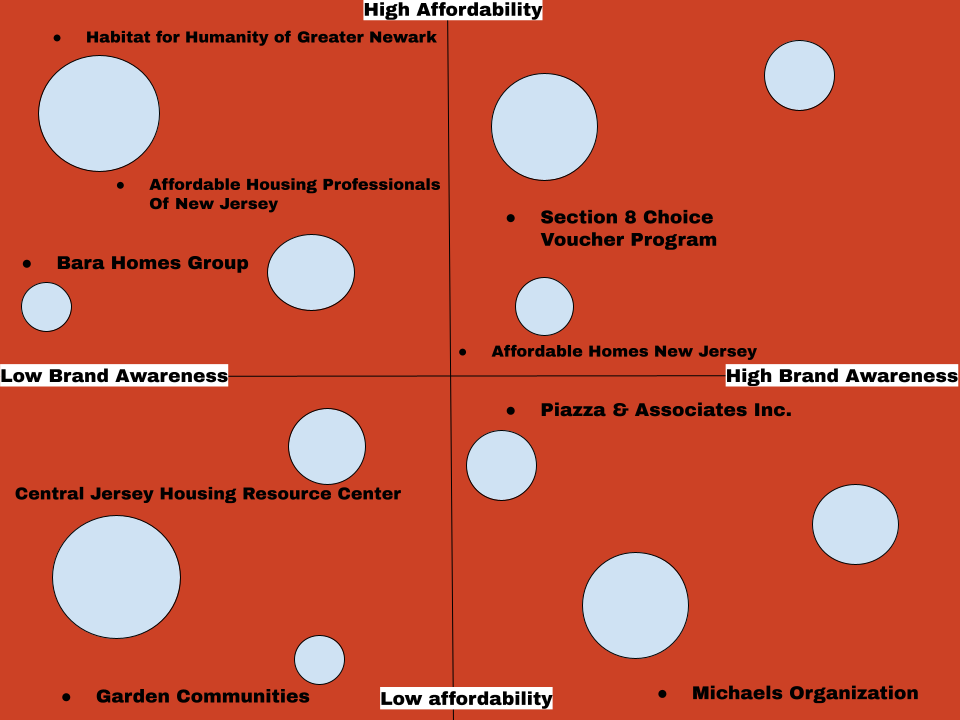 High Affordability
● Habitat for Humanity of Greater Newark
● Affordable Housing Professionals
Of New Jersey
● Section 8 Choice
Voucher Program
● Bara Homes Group
● Affordable Homes New Jersey
Low Brand Awareness
High Brand Awareness
● Piazza & Associates Inc.
Central Jersey Housing Resource Center
● Garden Communities
Low affordability
● Michaels Organization